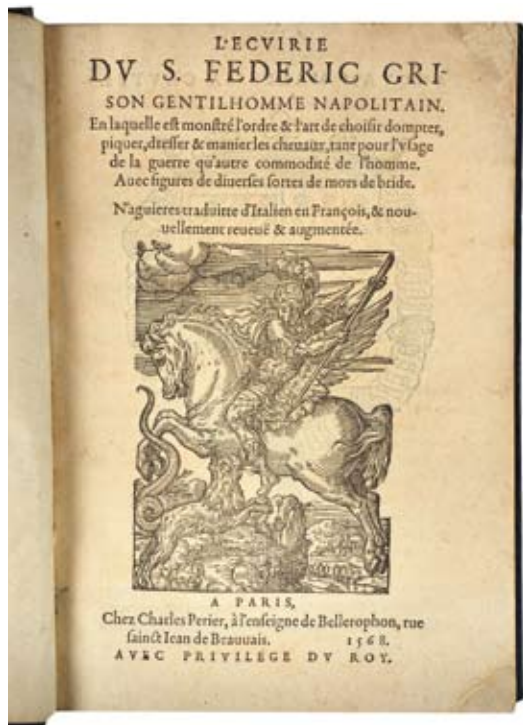 L'ECVIRIE
DV S. FEDERIC GRI-
SON GENTILHOMME NAPOLITAIN.
En laquelle est monstré l'ordre & l'art de choisir dompter,
piquer, dresser & manier les cheuaux, tant pour l'vsage
de la guerre qu'autre commodité de l'homme.
Auec figures de diuerses sortes de mors de bride.
N'aguieres traduitte d'Italien en François, & nou-
uellement reueuë & augmentée.
A PARIS,
Chez Charles Perier, à l'enseigne de Bellerophon, rue
sainct Iean de Beauuais. 1568.
AVEC PRIVILEGE DV ROY.